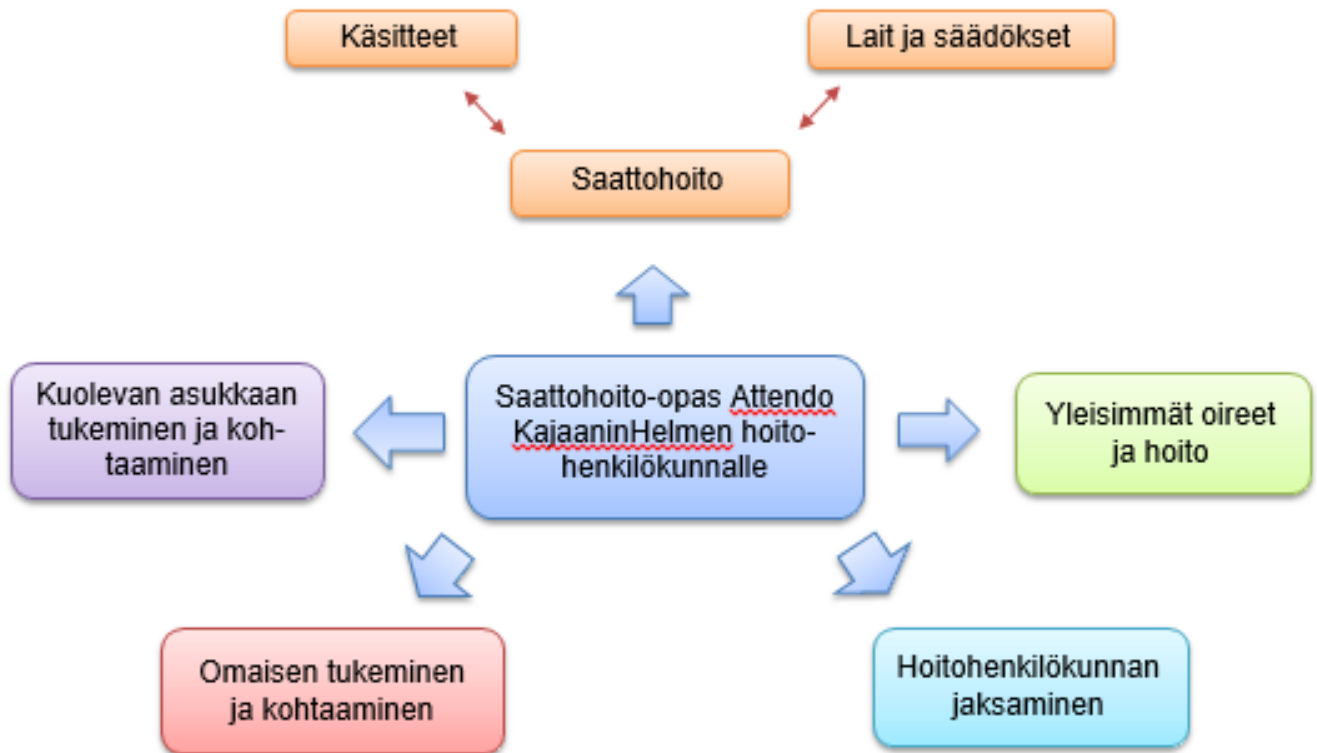 Käsitteet
Lait ja säädökset
Saattohoito
Kuolevan asukkaan
tukeminen ja koh-
taaminen
Saattohoito-opas Attendo
KajaaninHelmen hoito-
henkilökunnalle
Yleisimmät oireet
ja hoito
Omaisen tukeminen
ja kohtaaminen
Hoitohenkilökunnan
jaksaminen